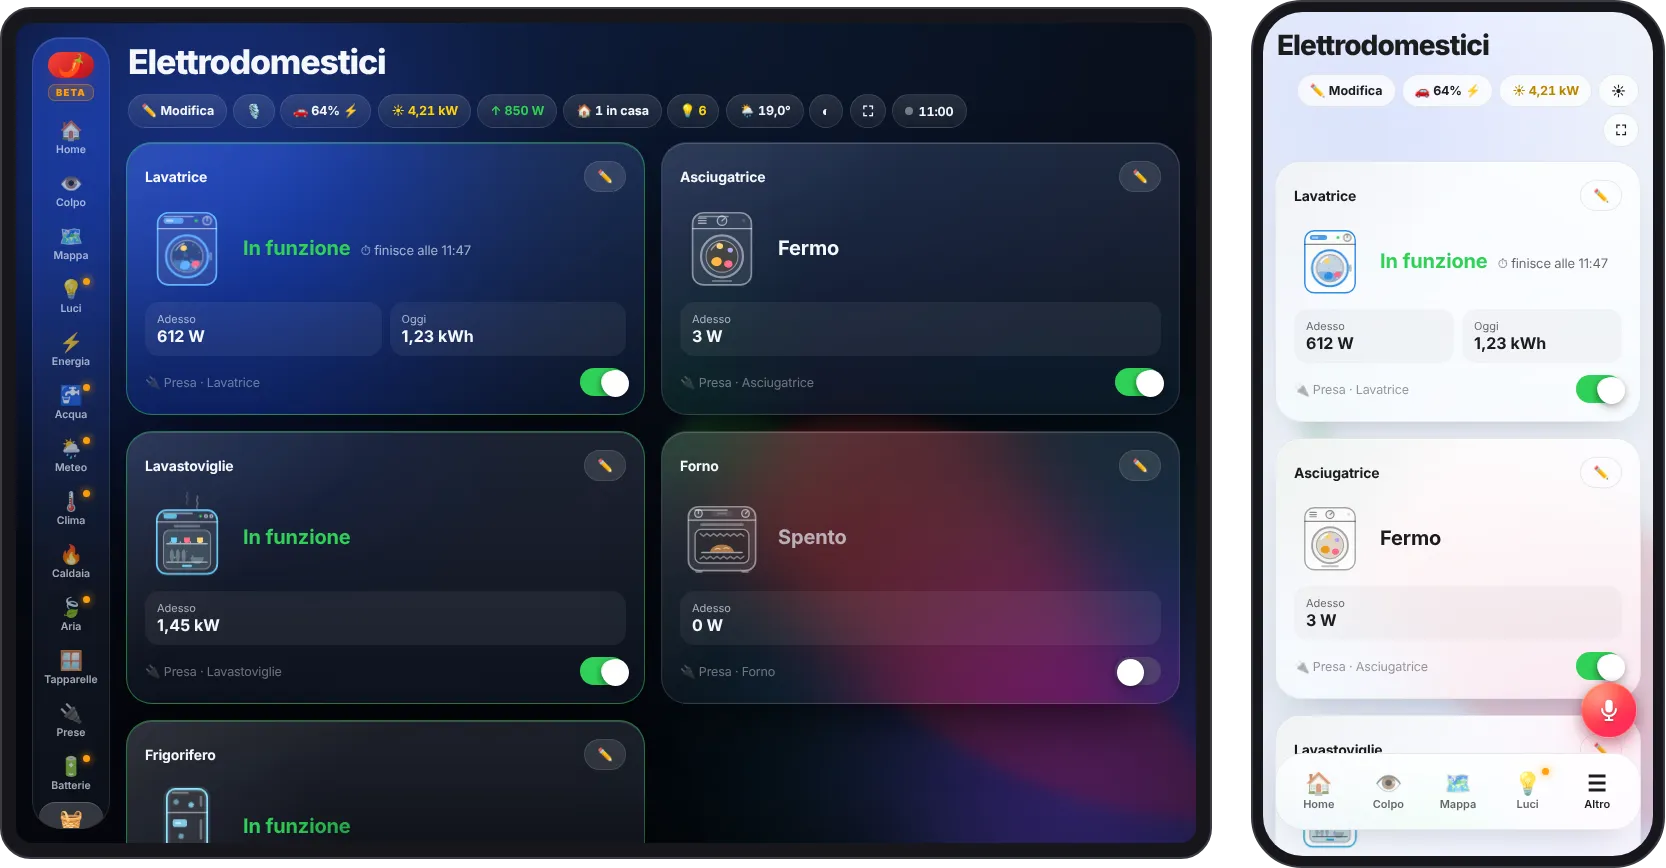 BETA
Home
Colpo
Mappa
Luci
Energia
Acqua
Meteo
Clima
Caldaia
Aria
Tapparelle
Prese
Batterie
Elettrodomestici
Modifica
64%
4,21 kW
↑ 850 W
1 in casa
6
19,0°
11:00
Lavatrice
In funzione finisce alle 11:47
Adesso
612 W
Oggi
1,23 kWh
Presa · Lavatrice
Asciugatrice
Fermo
Adesso
3 W
Presa · Asciugatrice
Lavastoviglie
In funzione
Adesso
1,45 kW
Presa · Lavastoviglie
Forno
Spento
Adesso
0 W
Presa · Forno
Frigorifero
In funzione
Elettrodomestici
Modifica
64%
4,21 kW
Lavatrice
In funzione finisce alle 11:47
Adesso
612 W
Oggi
1,23 kWh
Presa · Lavatrice
Asciugatrice
Fermo
Adesso
3 W
Presa · Asciugatrice
Lavastoviglie
Home
Colpo
Mappa
Luci
Altro